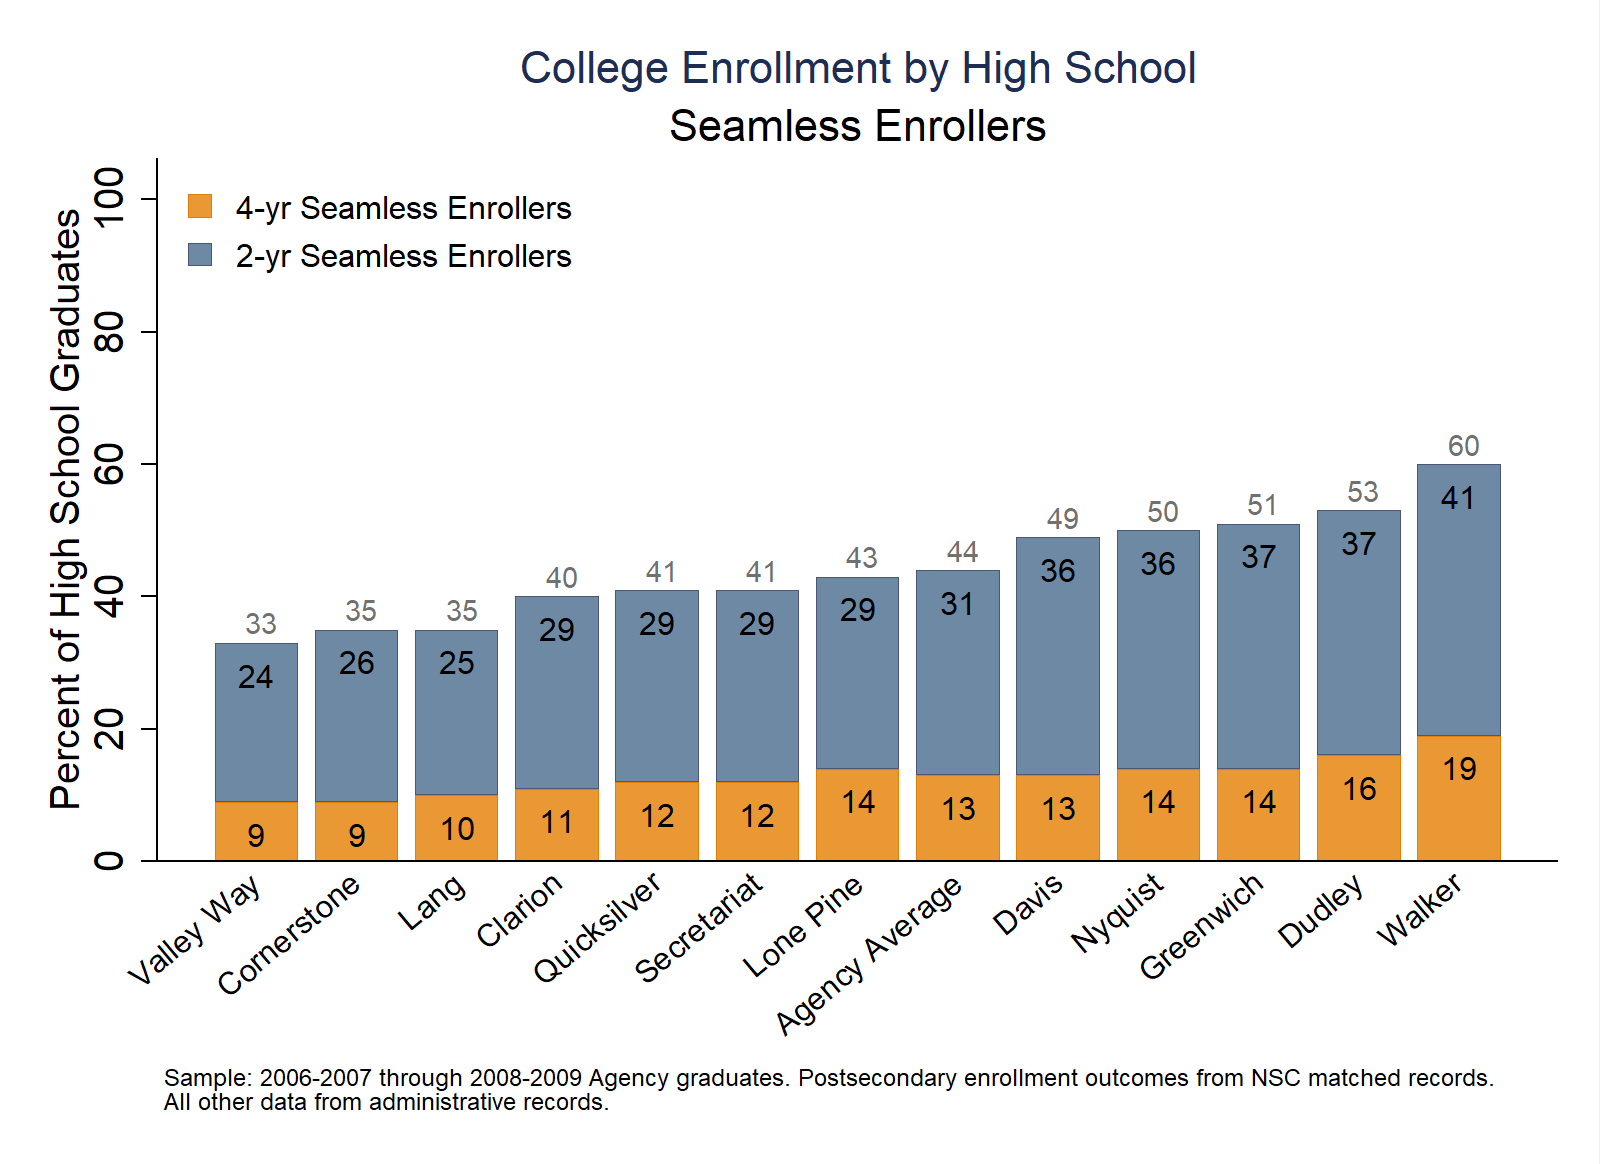 College Enrollment by High School
Seamless Enrollers
Percent of High School Graduates
100
80
60
40
20
0
4-yr Seamless Enrollers
2-yr Seamless Enrollers
33 35 35 40 41 41 43 44 49 50 51 53 60
24 26 25 29 29 29 29 31 36 36 37 37 41
9 9 10 11 12 12 14 13 13 14 14 16 19
Valley Way
Cornerstone
Lang
Clarion
Quicksilver
Secretariat
Lone Pine
Agency Average
Davis
Nyquist
Greenwich
Dudley
Walker
Sample: 2006-2007 through 2008-2009 Agency graduates. Postsecondary enrollment outcomes from NSC matched records.
All other data from administrative records.